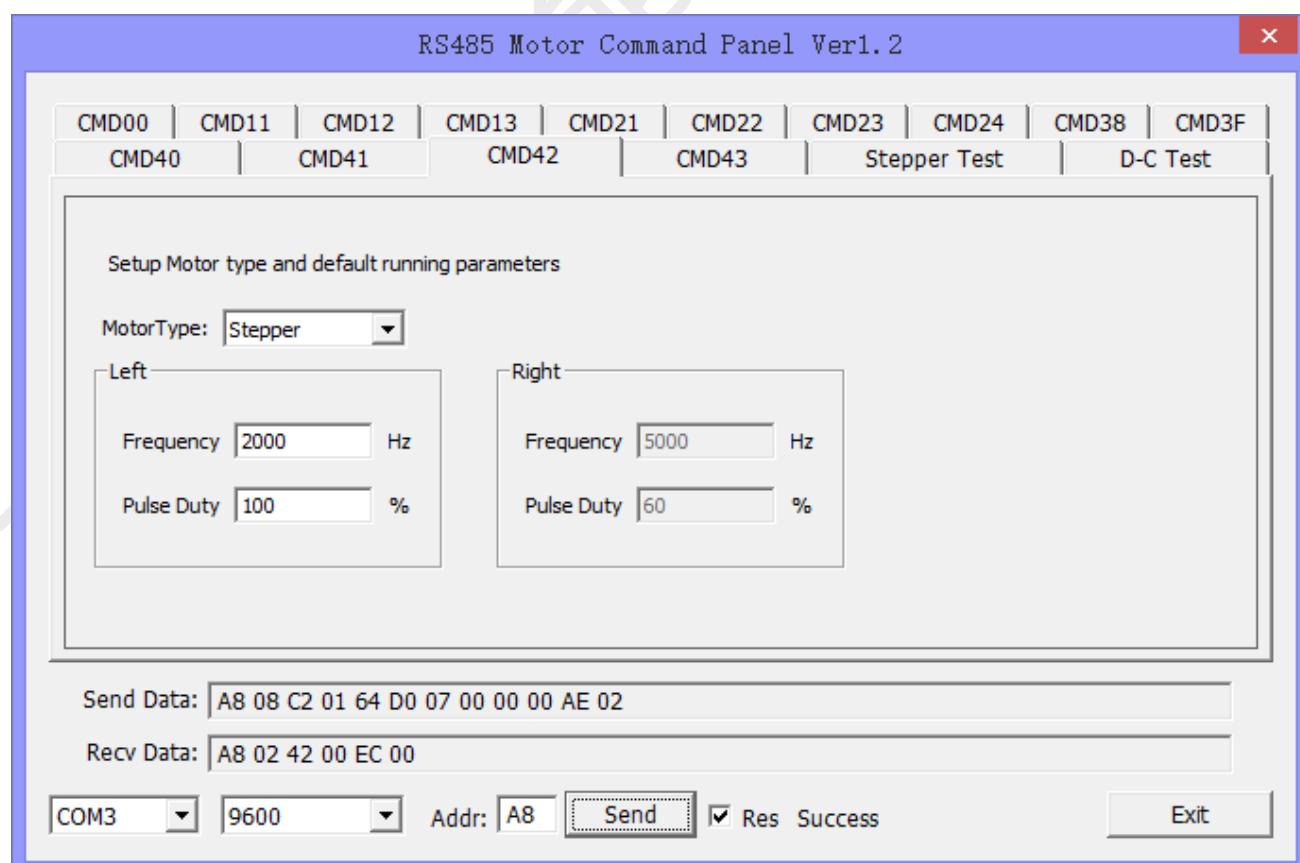 RS485 Motor Command Panel Ver1.2
CMD00 CMD11 CMD12 CMD13 CMD21 CMD22 CMD23 CMD24 CMD38 CMD3F
CMD40 CMD41 CMD42 CMD43 Stepper Test D-C Test
Setup Motor type and default running parameters
MotorType: Stepper
Left Right
Frequency 2000 Hz Frequency 5000 Hz
Pulse Duty 100 % Pulse Duty 60 %
Send Data: A8 08 C2 01 64 D0 07 00 00 00 AE 02
Recv Data: A8 02 42 00 EC 00
COM3 9600 Addr: A8 Send Res Success Exit